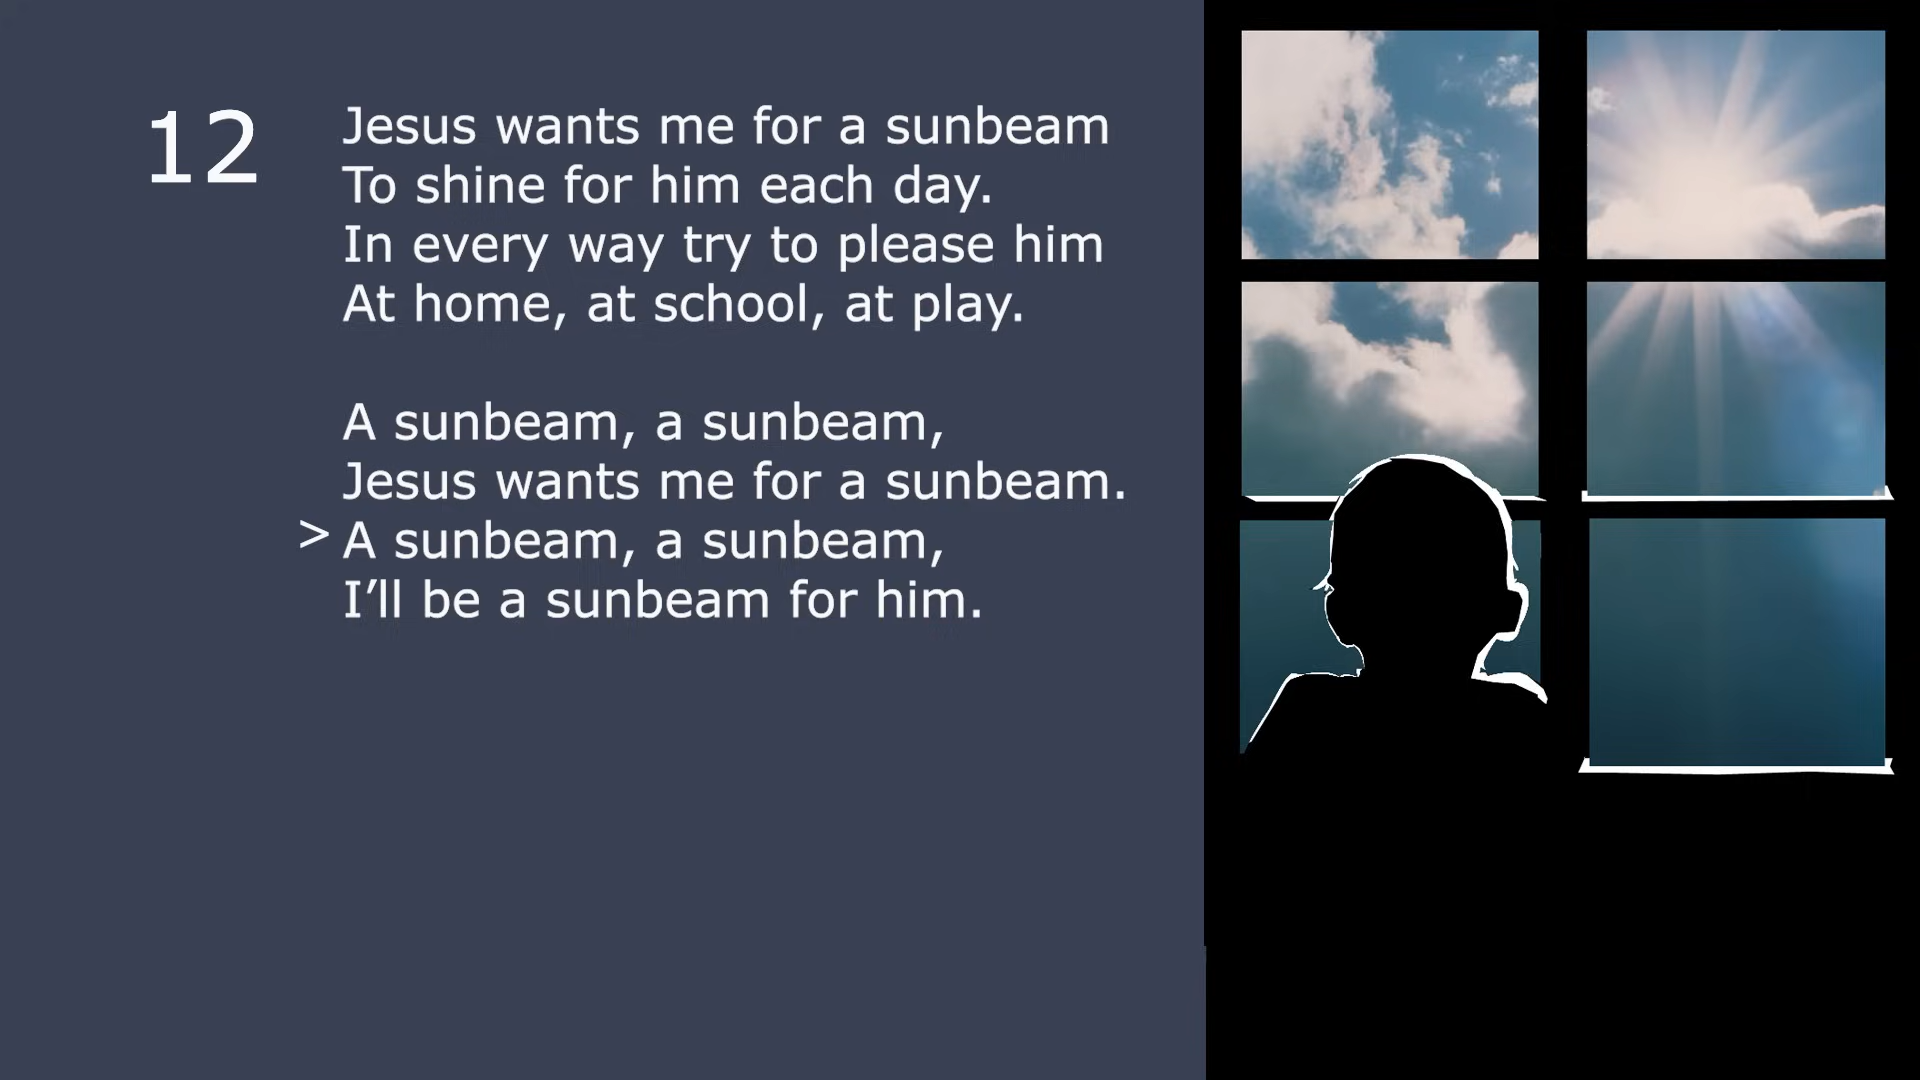 12
Jesus wants me for a sunbeam
To shine for him each day.
In every way try to please him
At home, at school, at play.
A sunbeam, a sunbeam,
Jesus wants me for a sunbeam.
> A sunbeam, a sunbeam,
I’ll be a sunbeam for him.